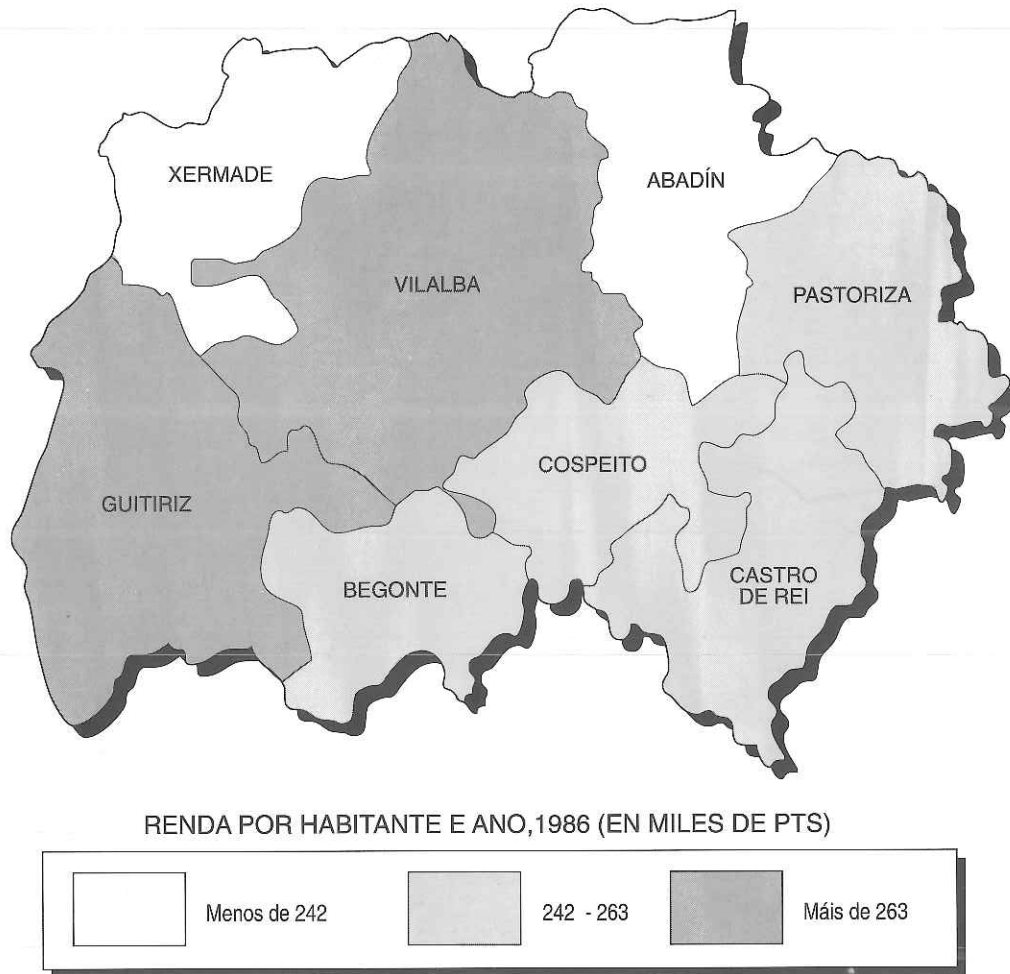 XERMADE
ABADÍN
VILALBA
PASTORIZA
COSPEITO
GUITIRIZ
BEGONTE
CASTRO
DE REI
RENDA POR HABITANTE E ANO,1986 (EN MILES DE PTS)
Menos de 242
242 - 263
Máis de 263